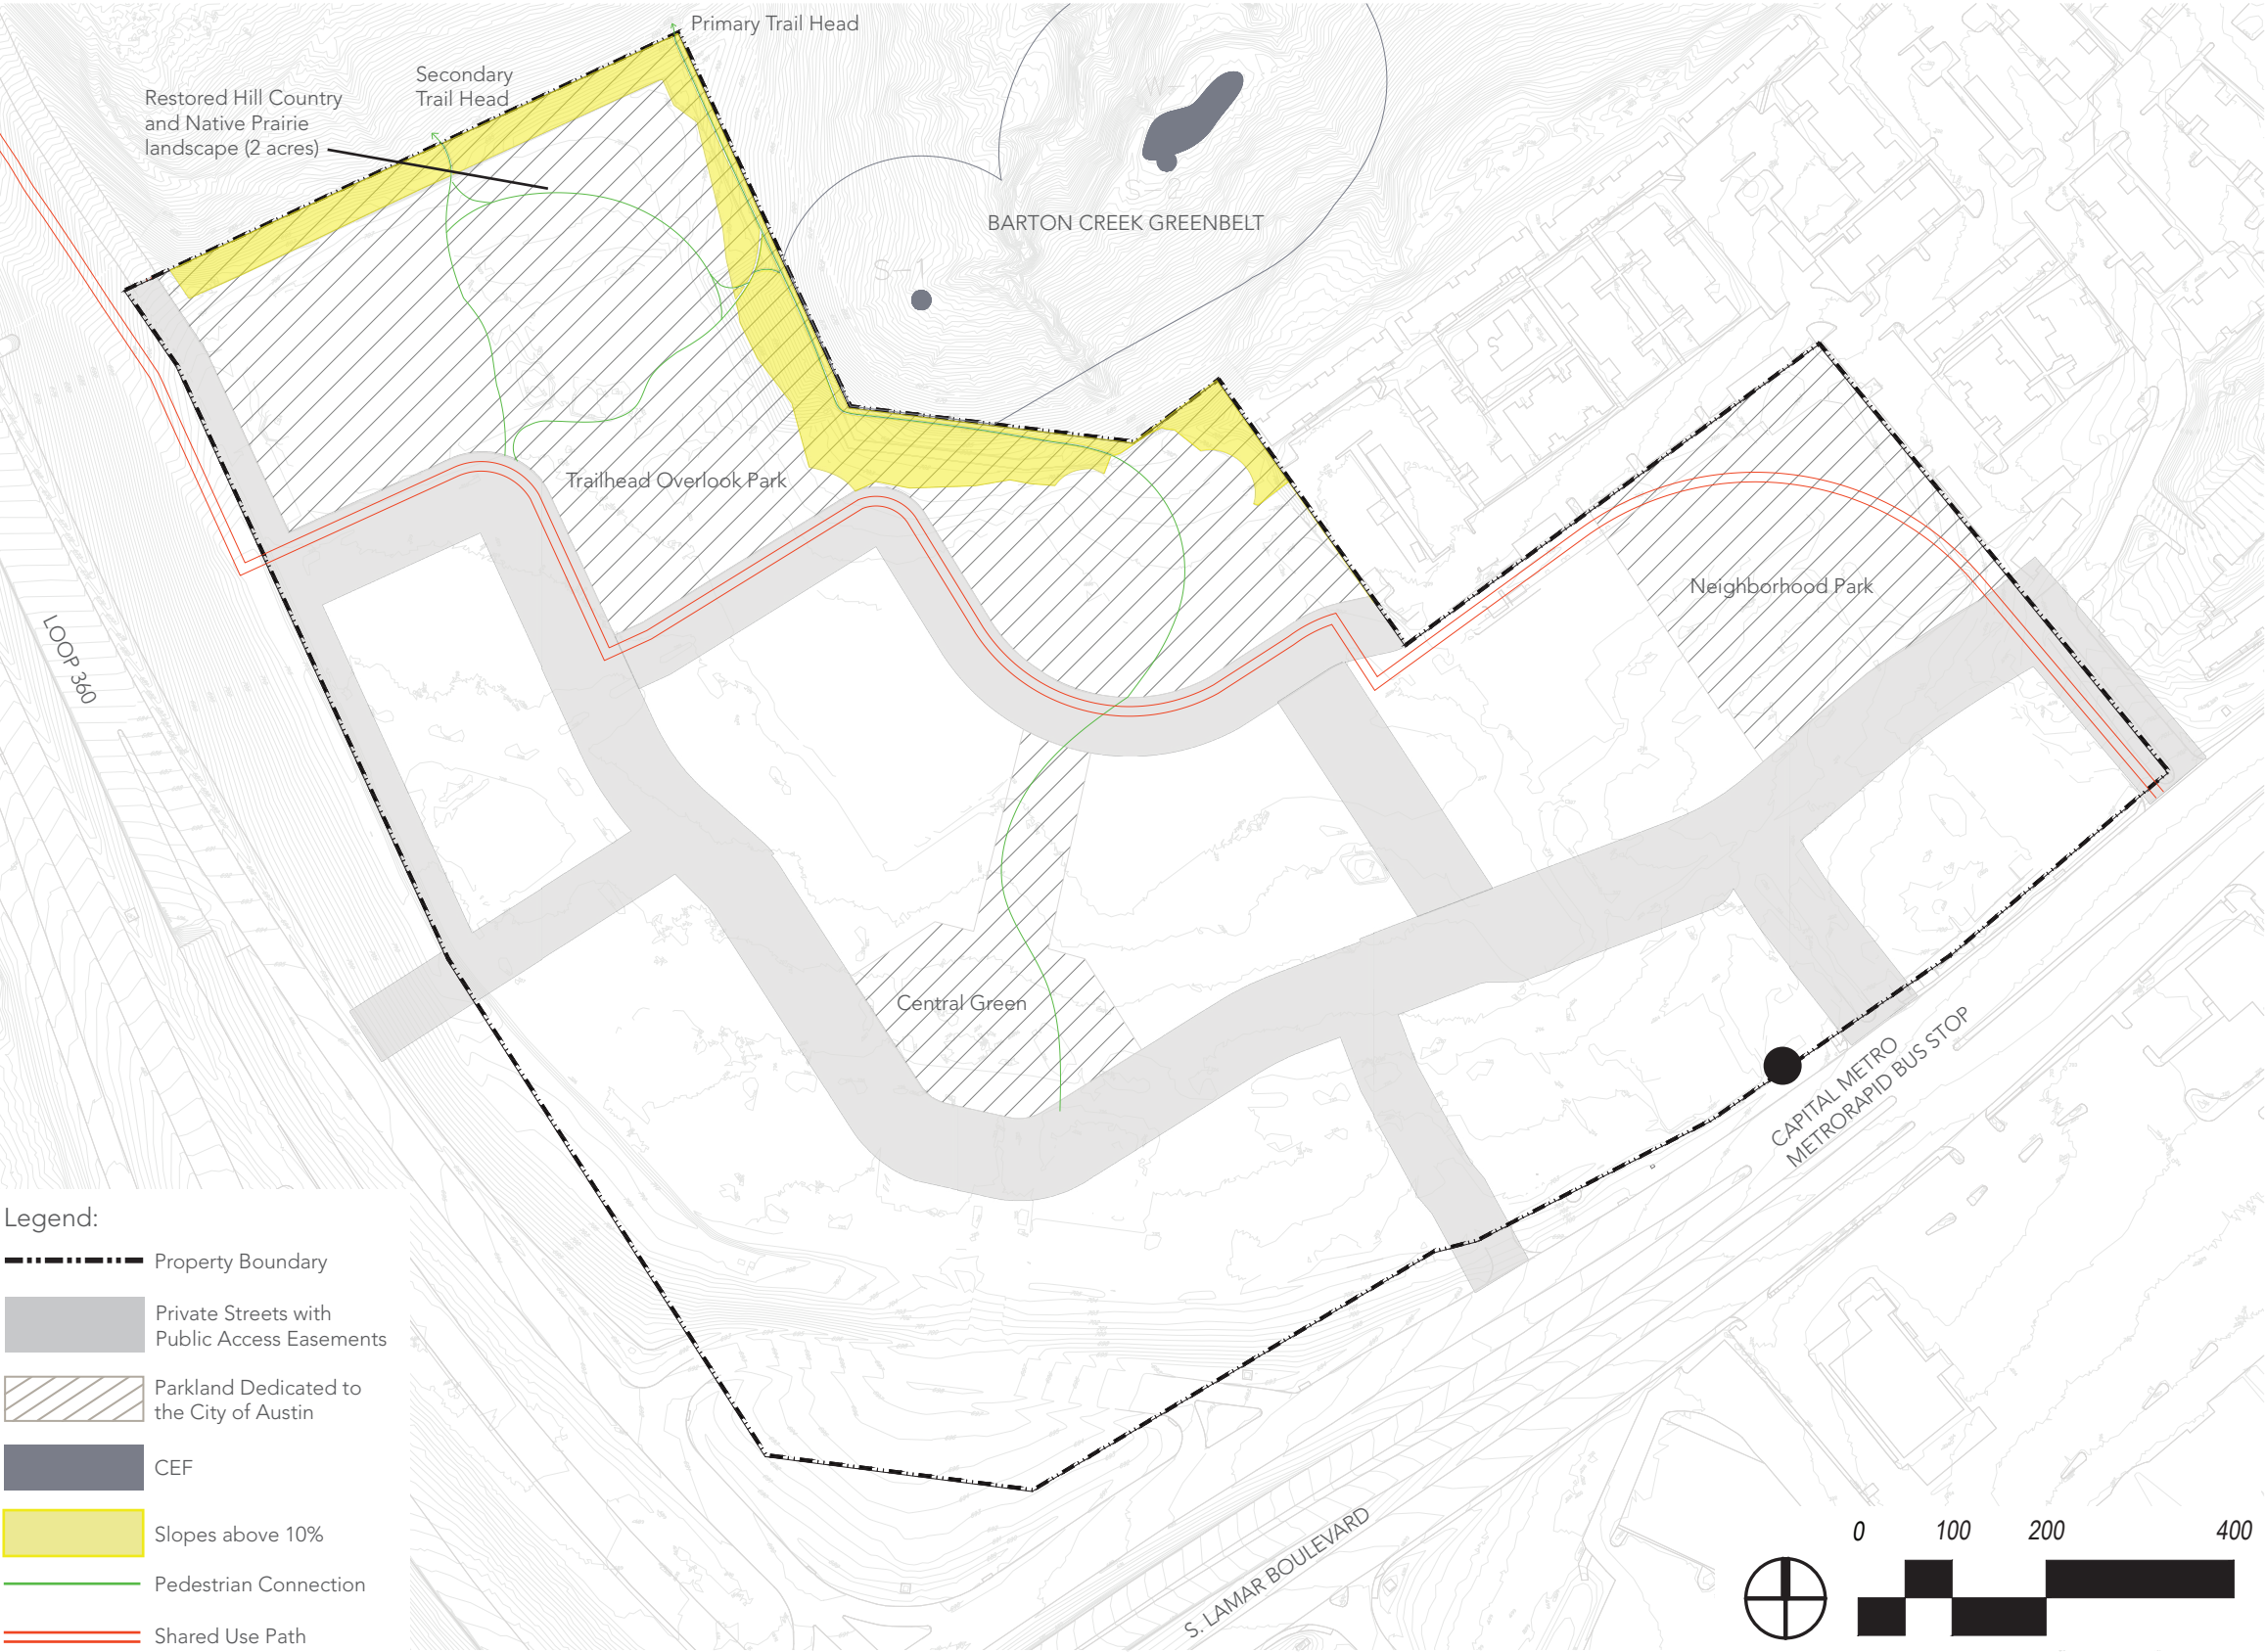 Primary Trail Head
Secondary
Trail Head
Restored Hill Country
and Native Prairie
landscape (2 acres)
W-1
S-2
BARTON CREEK GREENBELT
S-1
Trailhead Overlook Park
Neighborhood Park
LOOP 360
Central Green
CAPITAL METRO
METRORAPID BUS STOP
S. LAMAR BOULEVARD
Legend:
Property Boundary
Private Streets with
Public Access Easements
Parkland Dedicated to
the City of Austin
CEF
Slopes above 10%
Pedestrian Connection
Shared Use Path
0 100 200 400